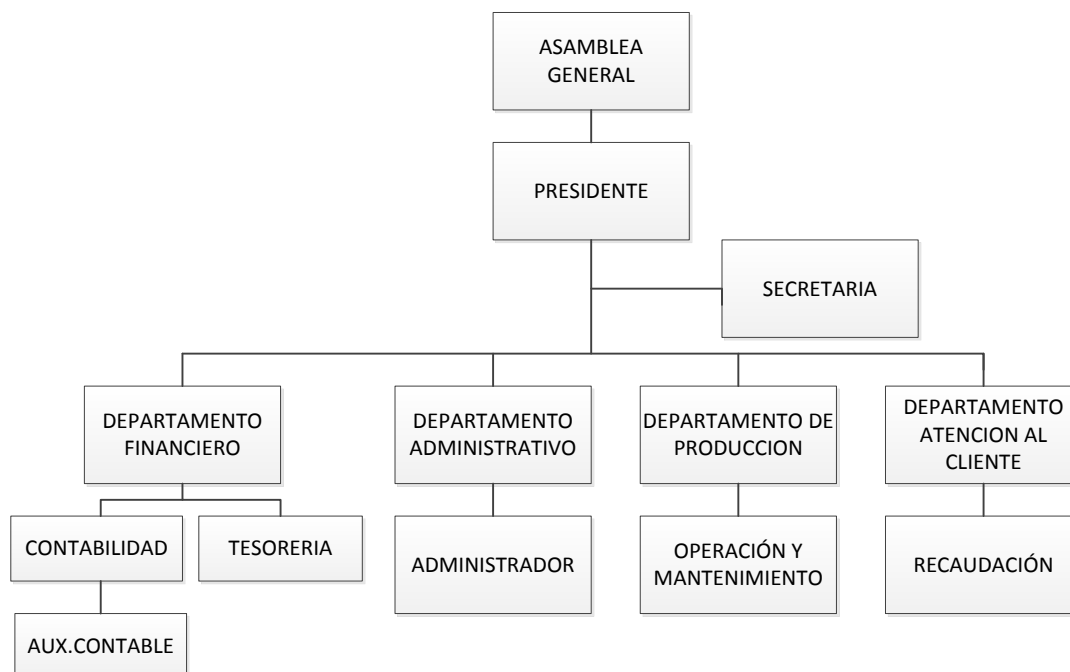 ASAMBLEA
GENERAL
PRESIDENTE
SECRETARIA
DEPARTAMENTO
FINANCIERO
DEPARTAMENTO
ADMINISTRATIVO
DEPARTAMENTO DE
PRODUCCION
DEPARTAMENTO
ATENCION AL
CLIENTE
CONTABILIDAD
TESORERIA
ADMINISTRADOR
OPERACIÓN Y
MANTENIMIENTO
RECAUDACIÓN
AUX.CONTABLE